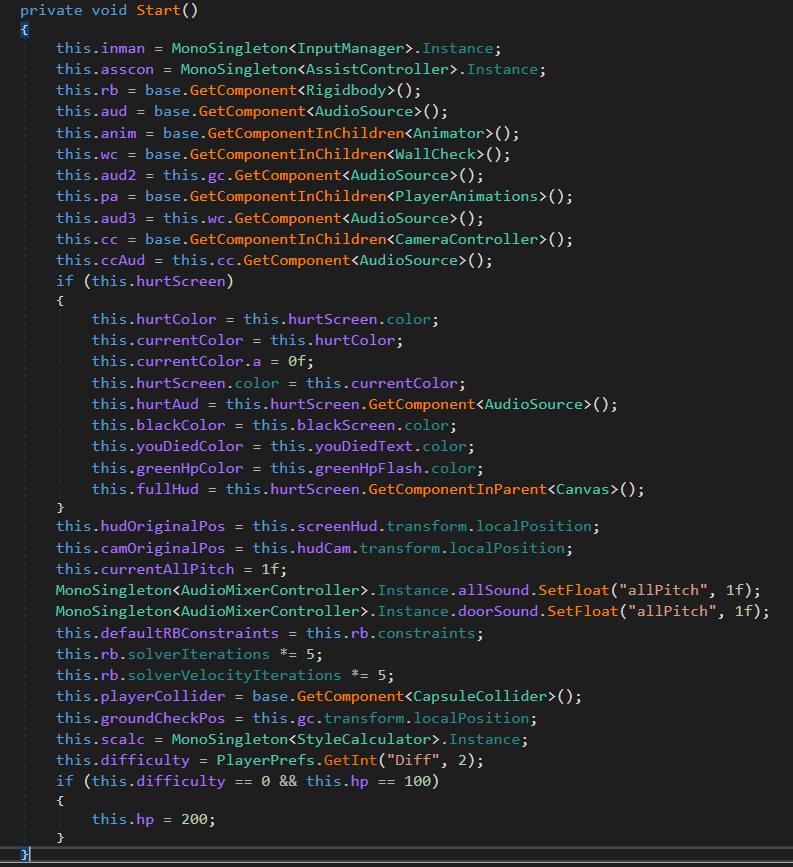 private void Start()
{
this.inman = MonoSingleton<InputManager>.Instance;
this.asscon = MonoSingleton<AssistController>.Instance;
this.rb = base.GetComponent<Rigidbody>();
this.aud = base.GetComponent<AudioSource>();
this.anim = base.GetComponentInChildren<Animator>();
this.wc = base.GetComponentInChildren<WallCheck>();
this.aud2 = this.gc.GetComponent<AudioSource>();
this.pa = base.GetComponentInChildren<PlayerAnimations>();
this.aud3 = this.wc.GetComponent<AudioSource>();
this.cc = base.GetComponentInChildren<CameraController>();
this.ccAud = this.cc.GetComponent<AudioSource>();
if (this.hurtScreen)
{
this.hurtColor = this.hurtScreen.color;
this.currentColor = this.hurtColor;
this.currentColor.a = 0f;
this.hurtScreen.color = this.currentColor;
this.hurtAud = this.hurtScreen.GetComponent<AudioSource>();
this.blackColor = this.blackScreen.color;
this.youDiedColor = this.youDiedText.color;
this.greenHpColor = this.greenHpFlash.color;
this.fullHud = this.hurtScreen.GetComponentInParent<Canvas>();
}
this.hudOriginalPos = this.screenHud.transform.localPosition;
this.camOriginalPos = this.hudCam.transform.localPosition;
this.currentAllPitch = 1f;
MonoSingleton<AudioMixerController>.Instance.allSound.SetFloat("allPitch", 1f);
MonoSingleton<AudioMixerController>.Instance.doorSound.SetFloat("allPitch", 1f);
this.defaultRBConstraints = this.rb.constraints;
this.rb.solverIterations *= 5;
this.rb.solverVelocityIterations *= 5;
this.playerCollider = base.GetComponent<CapsuleCollider>();
this.groundCheckPos = this.gc.transform.localPosition;
this.scalc = MonoSingleton<StyleCalculator>.Instance;
this.difficulty = PlayerPrefs.GetInt("Diff", 2);
if (this.difficulty == 0 && this.hp == 100)
{
this.hp = 200;
}
}